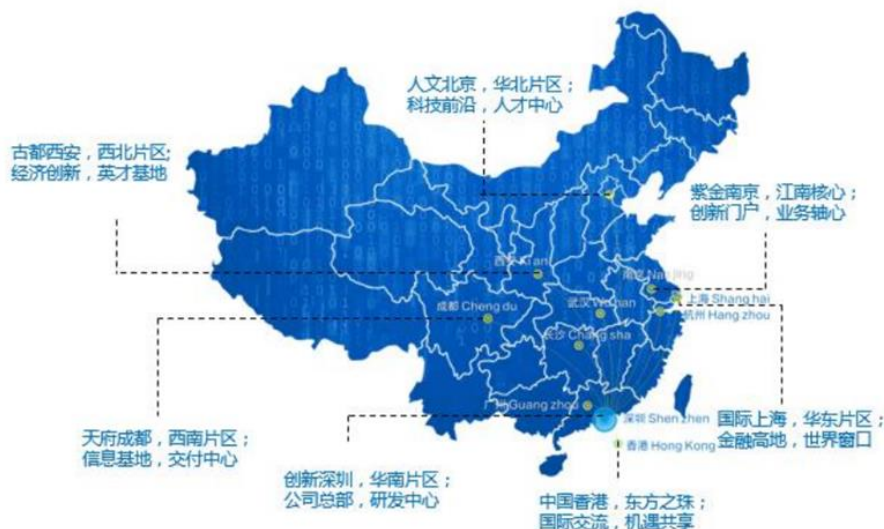 人文北京，华北片区；
科技前沿，人才中心
古都西安，西北片区;
经济创新，英才基地
紫金南京，江南核心；
创新门户，业务轴心
西安 Xi an
南京 Nan jing
成都 Cheng du
武汉 Wu han
上海 Shang hai
杭州 Hang zhou
长沙 Chang sha
广州 Guang zhou
深圳 Shen zhen
香港 Hong Kong
国际上海，华东片区；
金融高地，世界窗口
天府成都，西南片区；
信息基地，交付中心
创新深圳，华南片区；
公司总部，研发中心
中国香港，东方之珠；
国际交流，机遇共享